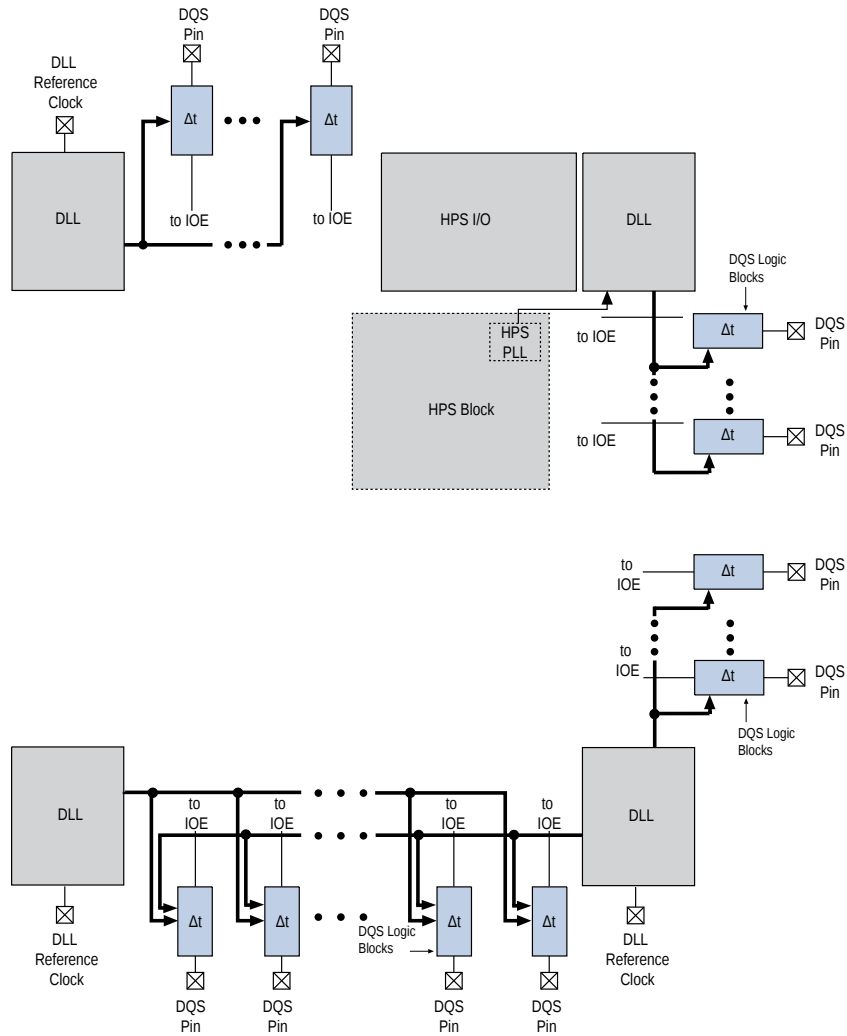 DQS
Pin
DQS
Pin
DLL
Reference
Clock
Δt
Δt
DLL
to IOE
to IOE
HPS I/O
DLL
DQS Logic
Blocks
HPS
PLL
to IOE
Δt
DQS
Pin
HPS Block
to IOE
Δt
DQS
Pin
to
IOE
Δt
DQS
Pin
to
IOE
Δt
DQS
Pin
DQS Logic
Blocks
DLL
to
IOE
to
IOE
to
IOE
to
IOE
DLL
Δt
Δt
DQS Logic
Blocks
Δt
Δt
DLL
Reference
Clock
DQS
Pin
DQS
Pin
DQS
Pin
DQS
Pin
DLL
Reference
Clock